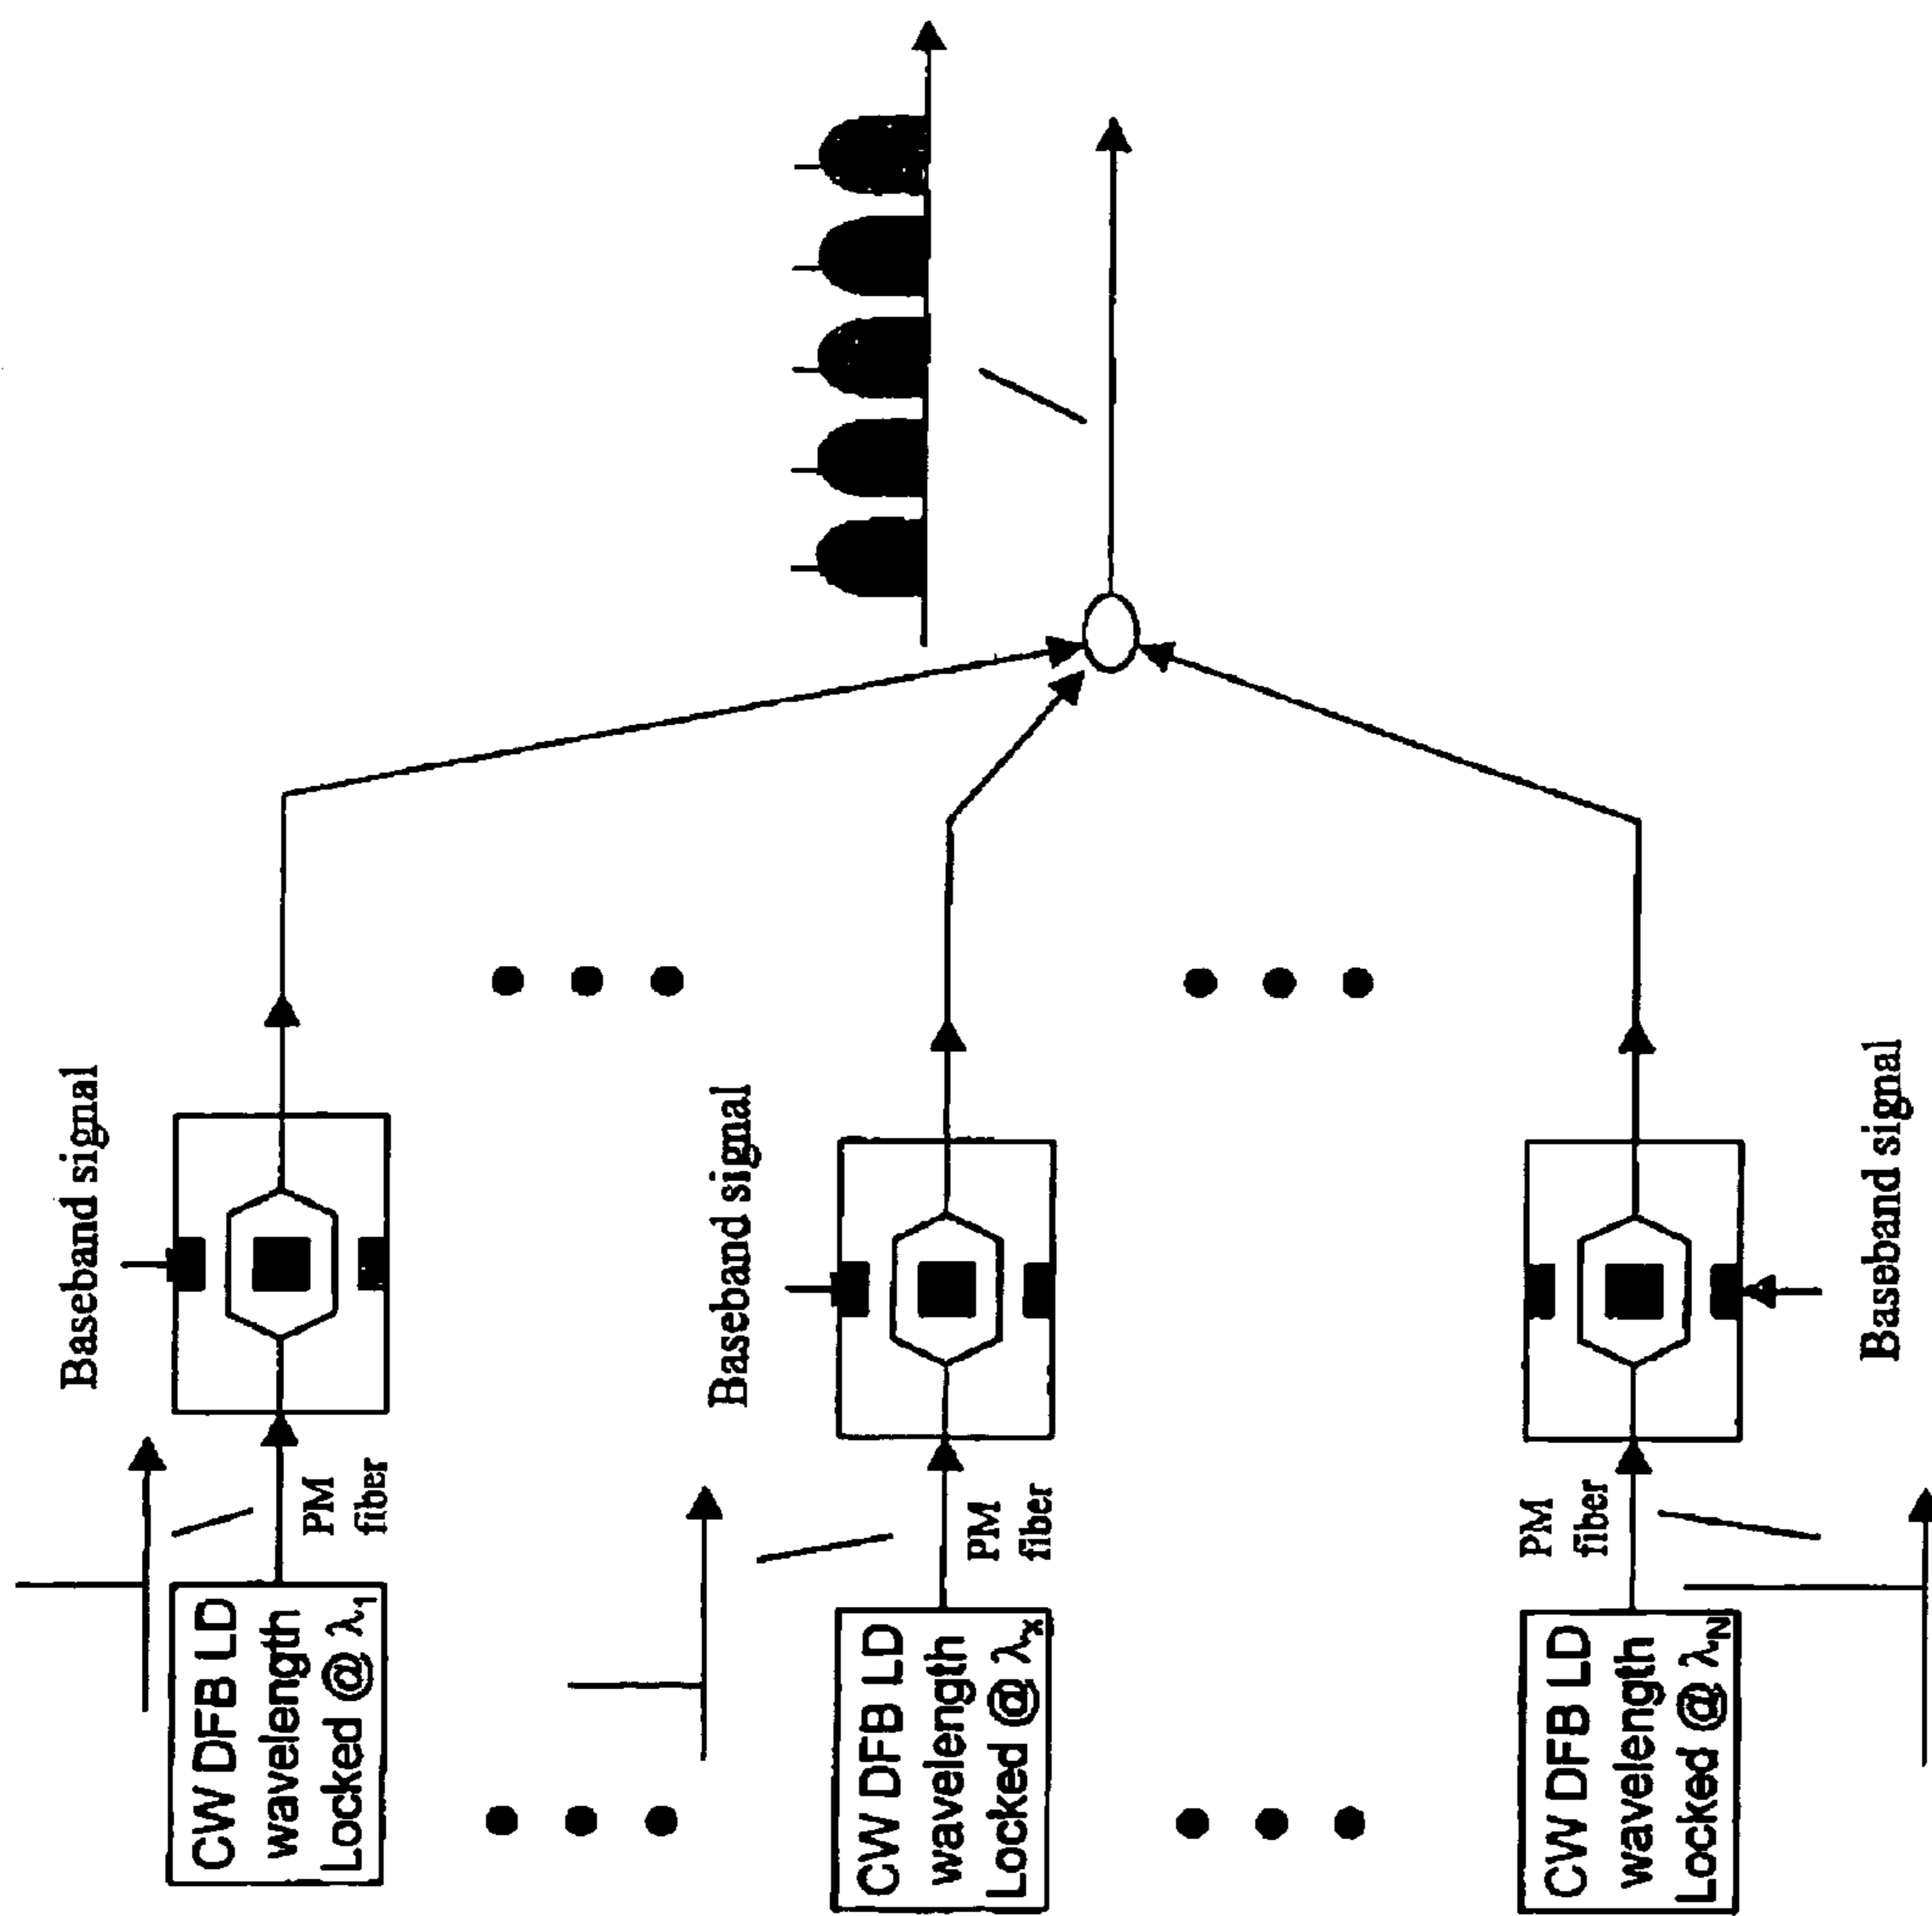 Baseband signal
CW DFB LD
wavelength
Locked @ λ1
PM
fiber
Baseband signal
CW DFB LD
wavelength
Locked @ λx
PM
fiber
CW DFB LD
wavelength
Locked @ λN
PM
fiber
Baseband signal